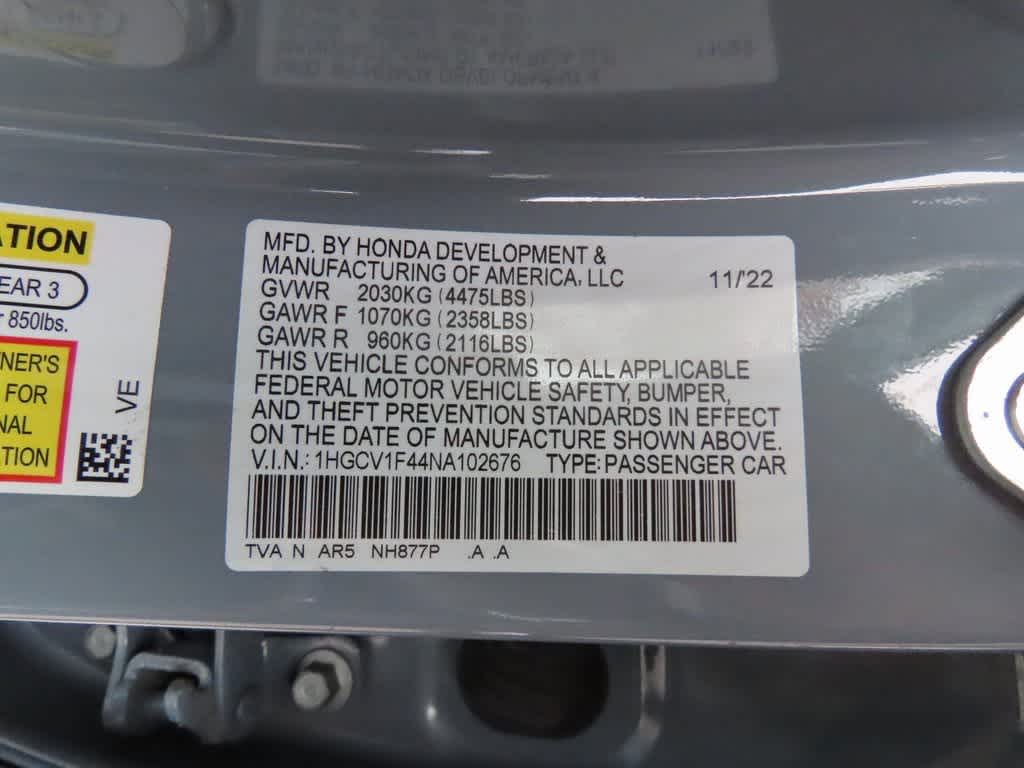 ATION
EAR 3
850lbs.
NER'S
FOR
NAL
ATION
VE
MFD. BY HONDA DEVELOPMENT &
MANUFACTURING OF AMERICA, LLC 11/'22
GVWR 2030KG (4475LBS)
GAWR F 1070KG (2358LBS)
GAWR R 960KG (2116LBS)
THIS VEHICLE CONFORMS TO ALL APPLICABLE
FEDERAL MOTOR VEHICLE SAFETY, BUMPER,
AND THEFT PREVENTION STANDARDS IN EFFECT
ON THE DATE OF MANUFACTURE SHOWN ABOVE.
V.I.N.: 1HGCV1F44NA102676 TYPE: PASSENGER CAR
TVA N AR5 NH877P .A .A